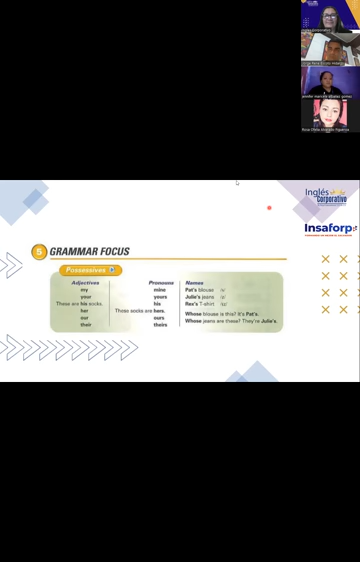 Inglés
Corporativo
Insaforp
5 GRAMMAR FOCUS
Possessives
Adjectives Pronouns Names
my mine Pat's blouse /s/
your yours Julie's jeans /z/
These are his socks. his Rex's T-shirt
her These socks are hers.
our ours Whose blouse is this? It's Pat's.
their theirs Whose jeans are these? They're Julie's.